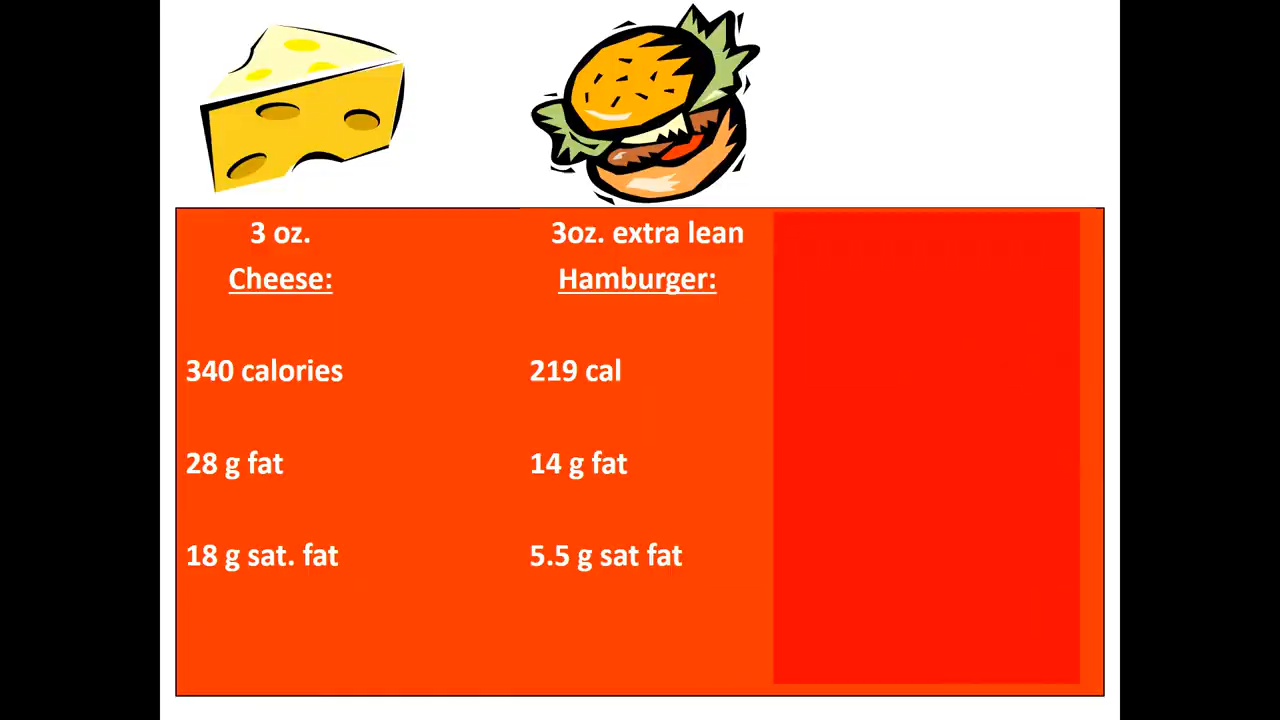 3 oz.
Cheese:
340 calories
28 g fat
18 g sat. fat
3oz. extra lean
Hamburger:
219 cal
14 g fat
5.5 g sat fat